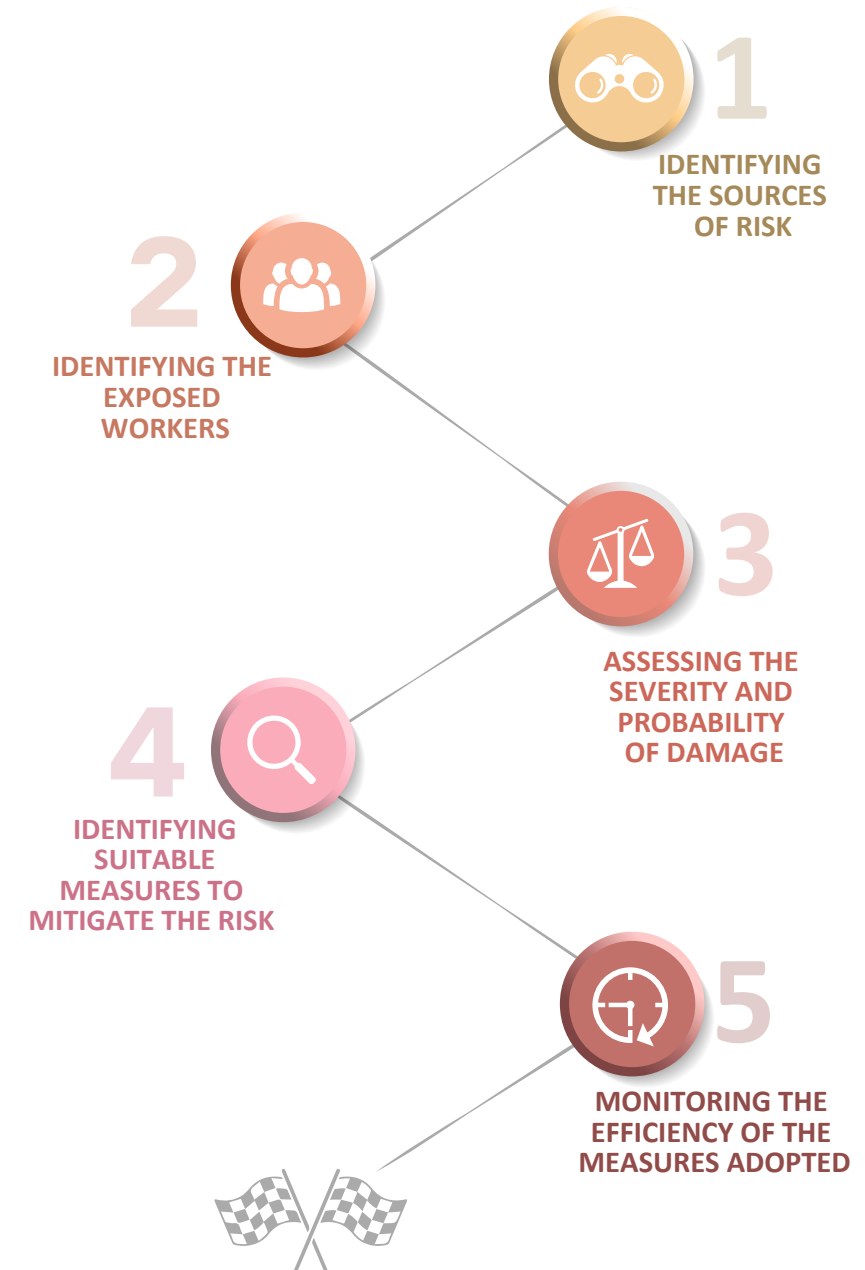 1
IDENTIFYING
THE SOURCES
OF RISK
2
IDENTIFYING THE
EXPOSED
WORKERS
3
ASSESSING THE
SEVERITY AND
PROBABILITY
OF DAMAGE
4
IDENTIFYING
SUITABLE
MEASURES TO
MITIGATE THE RISK
5
MONITORING THE
EFFICIENCY OF THE
MEASURES ADOPTED